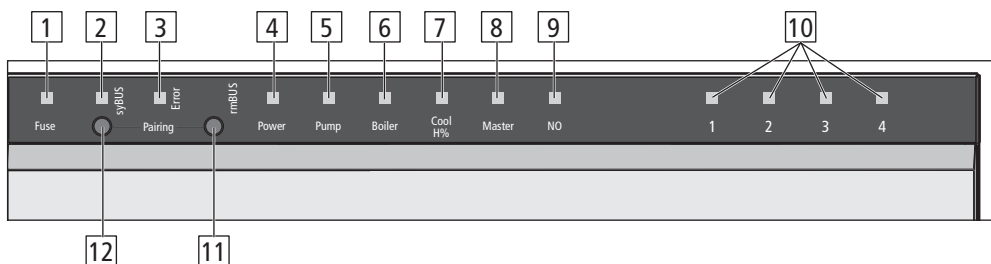 1 2 3 4 5 6 7 8 9 10
syBUS Error rmBUS
Fuse Pairing Power Pump Boiler Cool H% Master NO 1 2 3 4
12 11